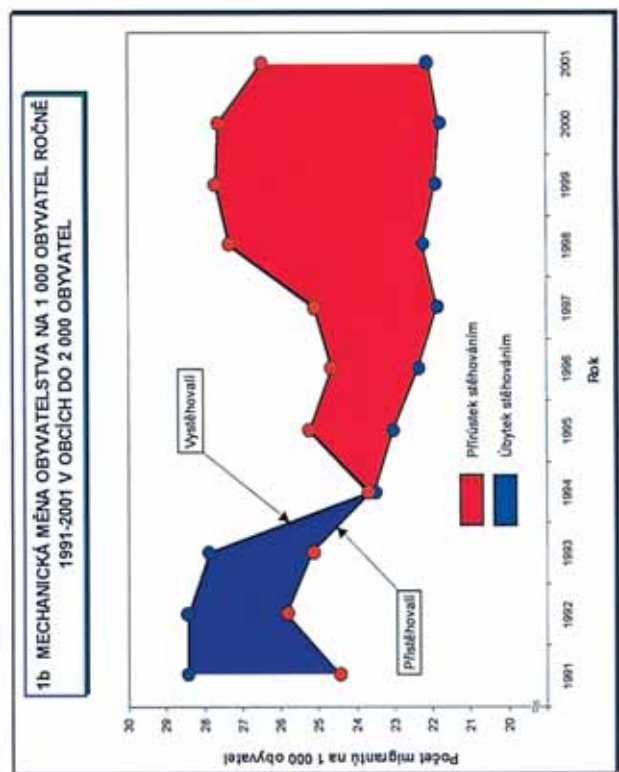 1b MECHANICKÁ MĚNA OBYVATELSTVA NA 1 000 OBYVATEL ROČNĚ
1991-2001 V OBCÍCH DO 2 000 OBYVATEL
Počet migrantů na 1 000 obyvatel
30
29
28
27
26
25
24
23
22
21
20
Vystěhovalí
Přistěhovalí
Přírůstek stěhováním
Úbytek stěhováním
1991
1992
1993
1994
1995
1996
1997
1998
1999
2000
2001
Rok